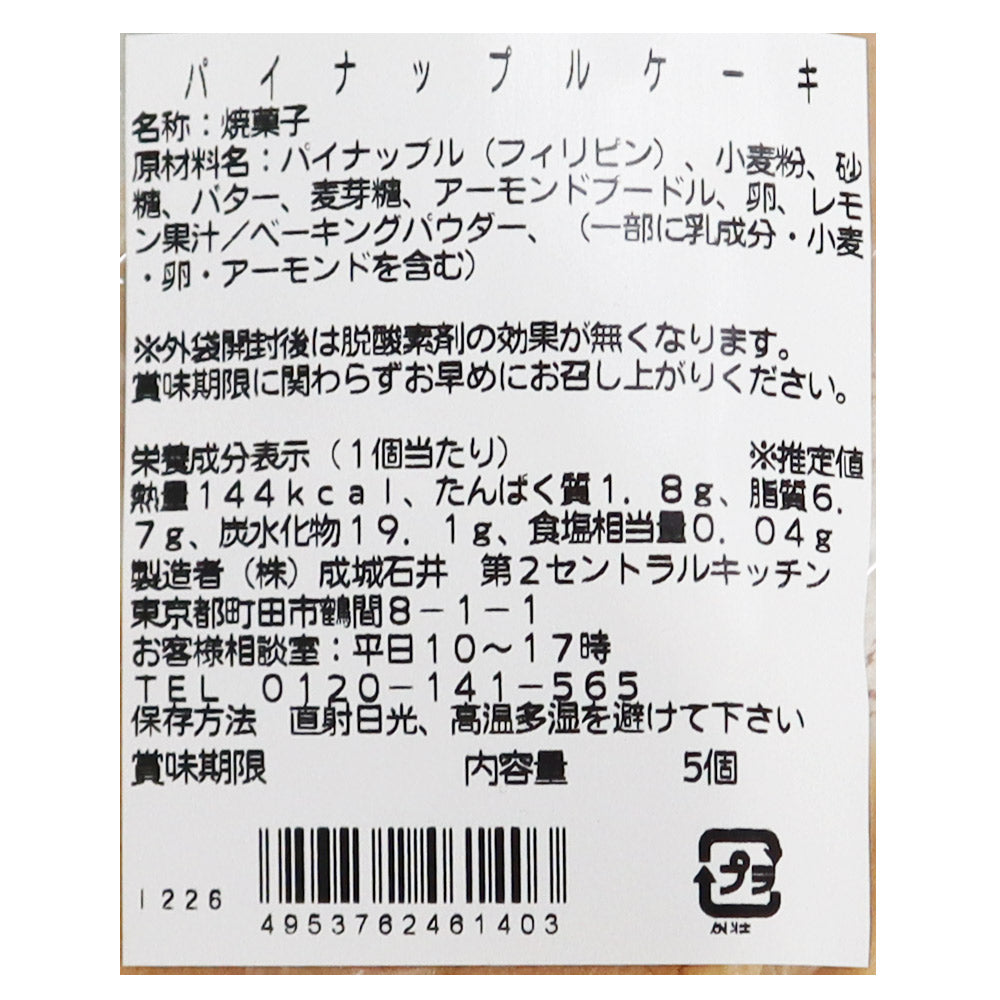 パイナップルケーキ
名称：焼菓子
原材料名：パイナップル（フィリピン）、小麦粉、砂
糖、バター、麦芽糖、アーモンドプードル、卵、レモ
ン果汁／ベーキングパウダー、（一部に乳成分・小麦
・卵・アーモンドを含む）
※外袋開封後は脱酸素剤の効果が無くなります。
賞味期限に関わらずお早めにお召し上がりください。
栄養成分表示（１個当たり） ※推定値
熱量１４４ｋｃａｌ、たんぱく質１．８ｇ、脂質６．
７ｇ、炭水化物１９．１ｇ、食塩相当量０．０４ｇ
製造者（株）成城石井　第２セントラルキッチン
東京都町田市鶴間８－１－１
お客様相談室：平日１０～１７時
ＴＥＬ　０１２０－１４１－５６５
保存方法　直射日光、高温多湿を避けて下さい
賞味期限 内容量 5個
プラ
外装
1226
4953762461403